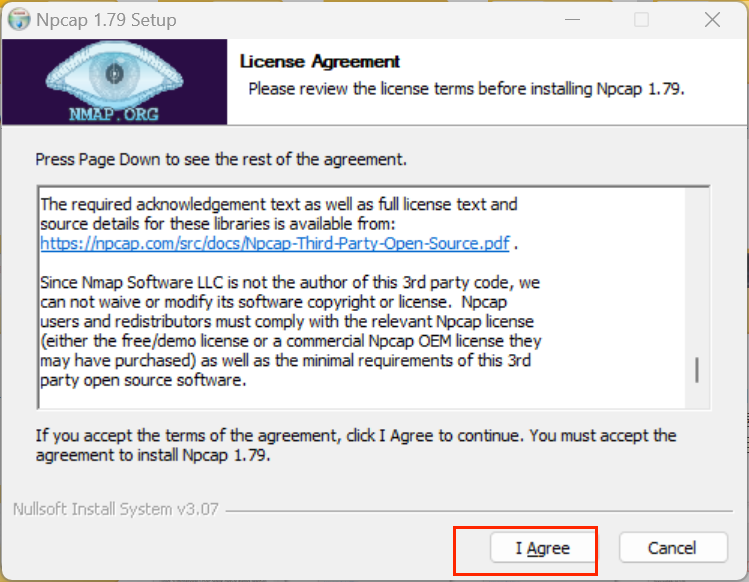 Npcap 1.79 Setup
NMAP.ORG
License Agreement
Please review the license terms before installing Npcap 1.79.
Press Page Down to see the rest of the agreement.
The required acknowledgement text as well as full license text and
source details for these libraries is available from:
https://npcap.com/src/docs/Npcap-Third-Party-Open-Source.pdf .
Since Nmap Software LLC is not the author of this 3rd party code, we
can not waive or modify its software copyright or license. Npcap
users and redistributors must comply with the relevant Npcap license
(either the free/demo license or a commercial Npcap OEM license they
may have purchased) as well as the minimal requirements of this 3rd
party open source software.
If you accept the terms of the agreement, click I Agree to continue. You must accept the
agreement to install Npcap 1.79.
Nullsoft Install System v3.07
I Agree
Cancel